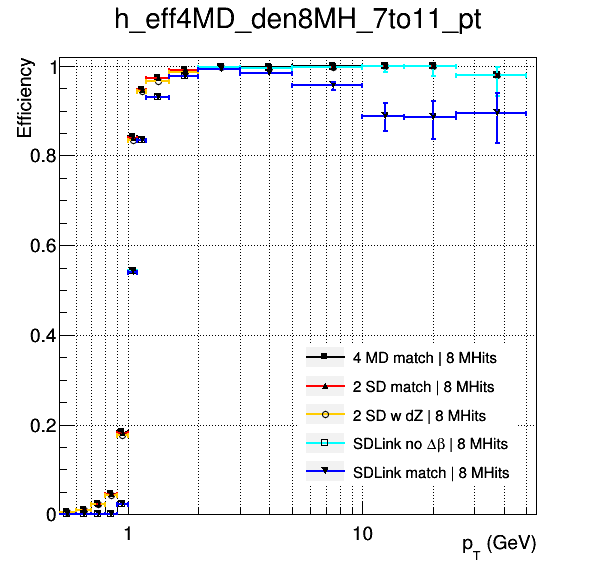 h_eff4MD_den8MH_7to11_pt
Efficiency
1
0.8
0.6
0.4
0.2
0
4 MD match | 8 MHits
2 SD match | 8 MHits
2 SD w dZ | 8 MHits
SDLink no Δβ | 8 MHits
SDLink match | 8 MHits
1
10
p_T (GeV)